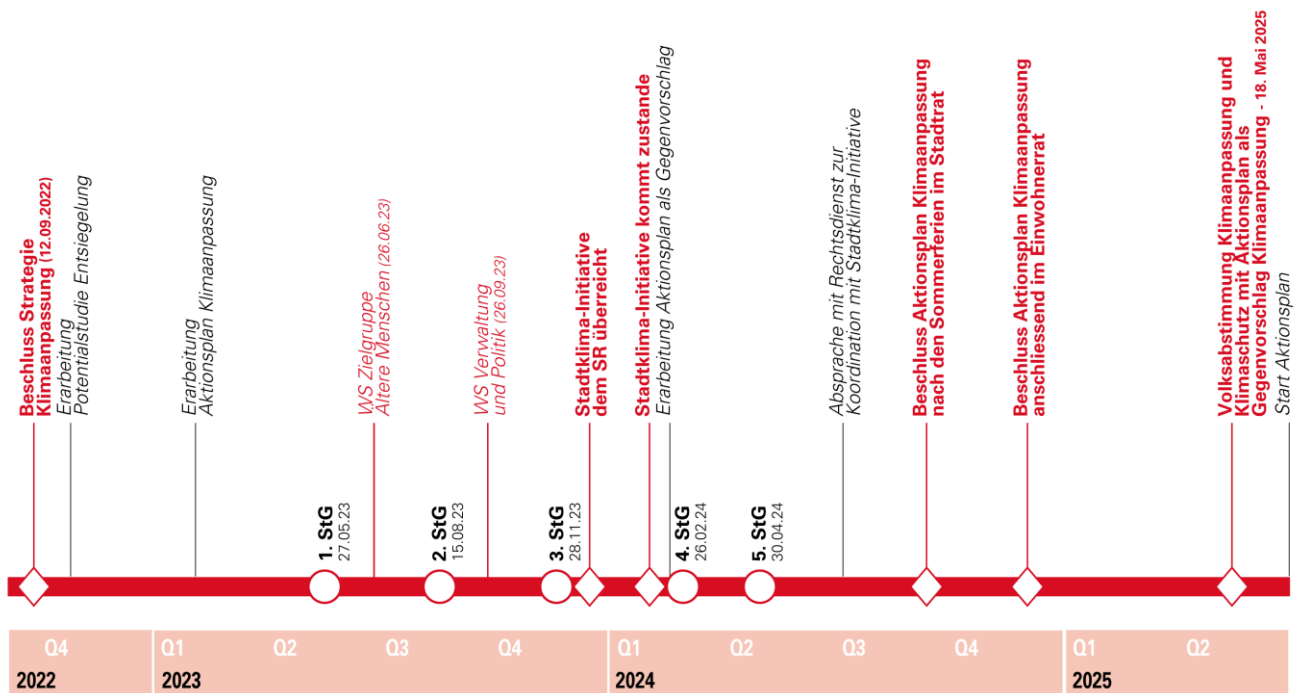 Beschluss Strategie
Klimaanpassung (12.09.2022)
Erarbeitung
Potentialstudie Entsiegelung
Erarbeitung
Aktionsplan Klimaanpassung
WS Zielgruppe
Ältere Menschen (26.06.23)
WS Verwaltung
und Politik (26.09.23)
Stadtklima-Initiative
dem SR überreicht
Stadtklima-Initiative kommt zustande
Erarbeitung Aktionsplan als Gegenvorschlag
Absprache mit Rechtsdienst zur
Koordination mit Stadtklima-Initiative
Beschluss Aktionsplan Klimaanpassung
nach den Sommerferien im Stadtrat
Beschluss Aktionsplan Klimaanpassung
anschliessend im Einwohnerrat
Volksabstimmung Klimaanpassung und
Klimaschutz mit Aktionsplan als
Gegenvorschlag Klimaanpassung - 18. Mai 2025
Start Aktionsplan
1. StG
27.05.23
2. StG
15.08.23
3. StG
28.11.23
4. StG
26.02.24
5. StG
30.04.24
Q4 Q1 Q2 Q3 Q4 Q1 Q2 Q3 Q4 Q1 Q2
2022 2023 2024 2025